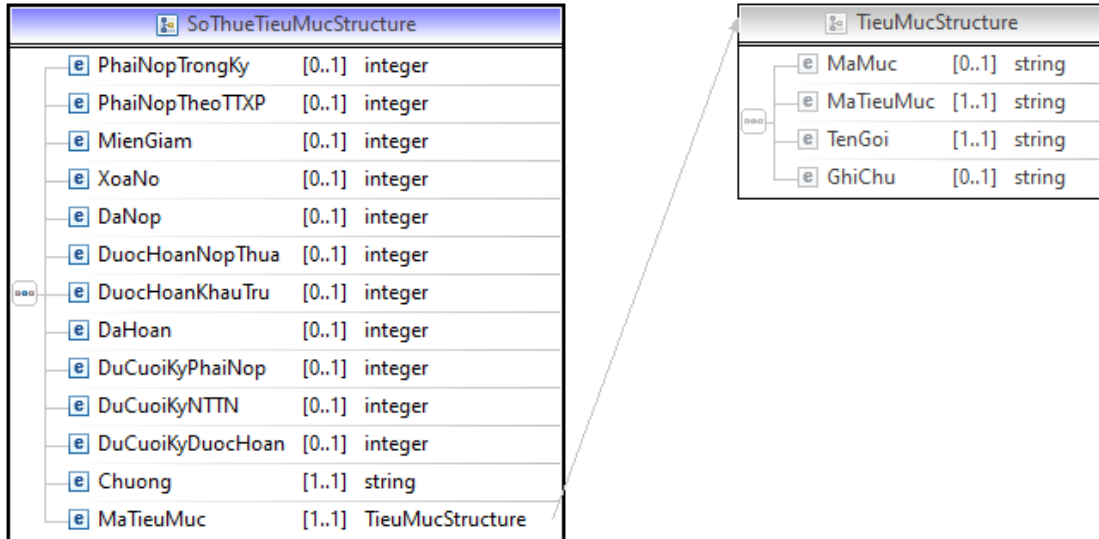 SoThueTieuMucStructure
PhaiNopTrongKy [0..1] integer
PhaiNopTheoTTXP [0..1] integer
MienGiam [0..1] integer
XoaNo [0..1] integer
DaNop [0..1] integer
DuocHoanNopThua [0..1] integer
DuocHoanKhauTru [0..1] integer
DaHoan [0..1] integer
DuCuoiKyPhaiNop [0..1] integer
DuCuoiKyNTTN [0..1] integer
DuCuoiKyDuocHoan [0..1] integer
Chuong [1..1] string
MaTieuMuc [1..1] TieuMucStructure
TieuMucStructure
MaMuc [0..1] string
MaTieuMuc [1..1] string
TenGoi [1..1] string
GhiChu [0..1] string